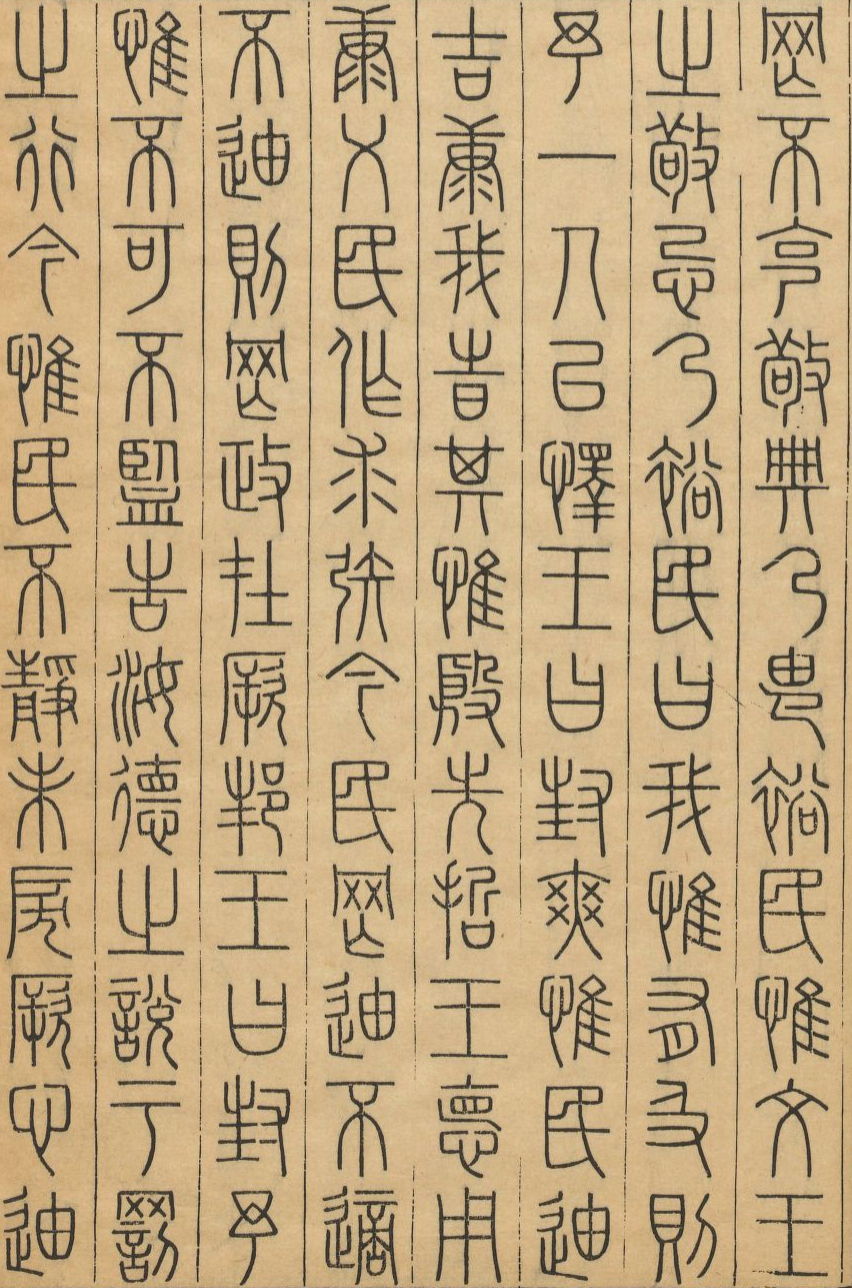 罔不克敬典乃由裕民惟文王
之敬忌乃裕民曰我惟有及則
予一人以懌王曰封爽惟民迪
吉康我時其惟殷先哲王德用
康乂民作求矧今民罔迪不適
不迪則罔政在厥邦王曰封予
惟不可不監告汝德之說于罰
之行今惟民不靜未戾厥心迪